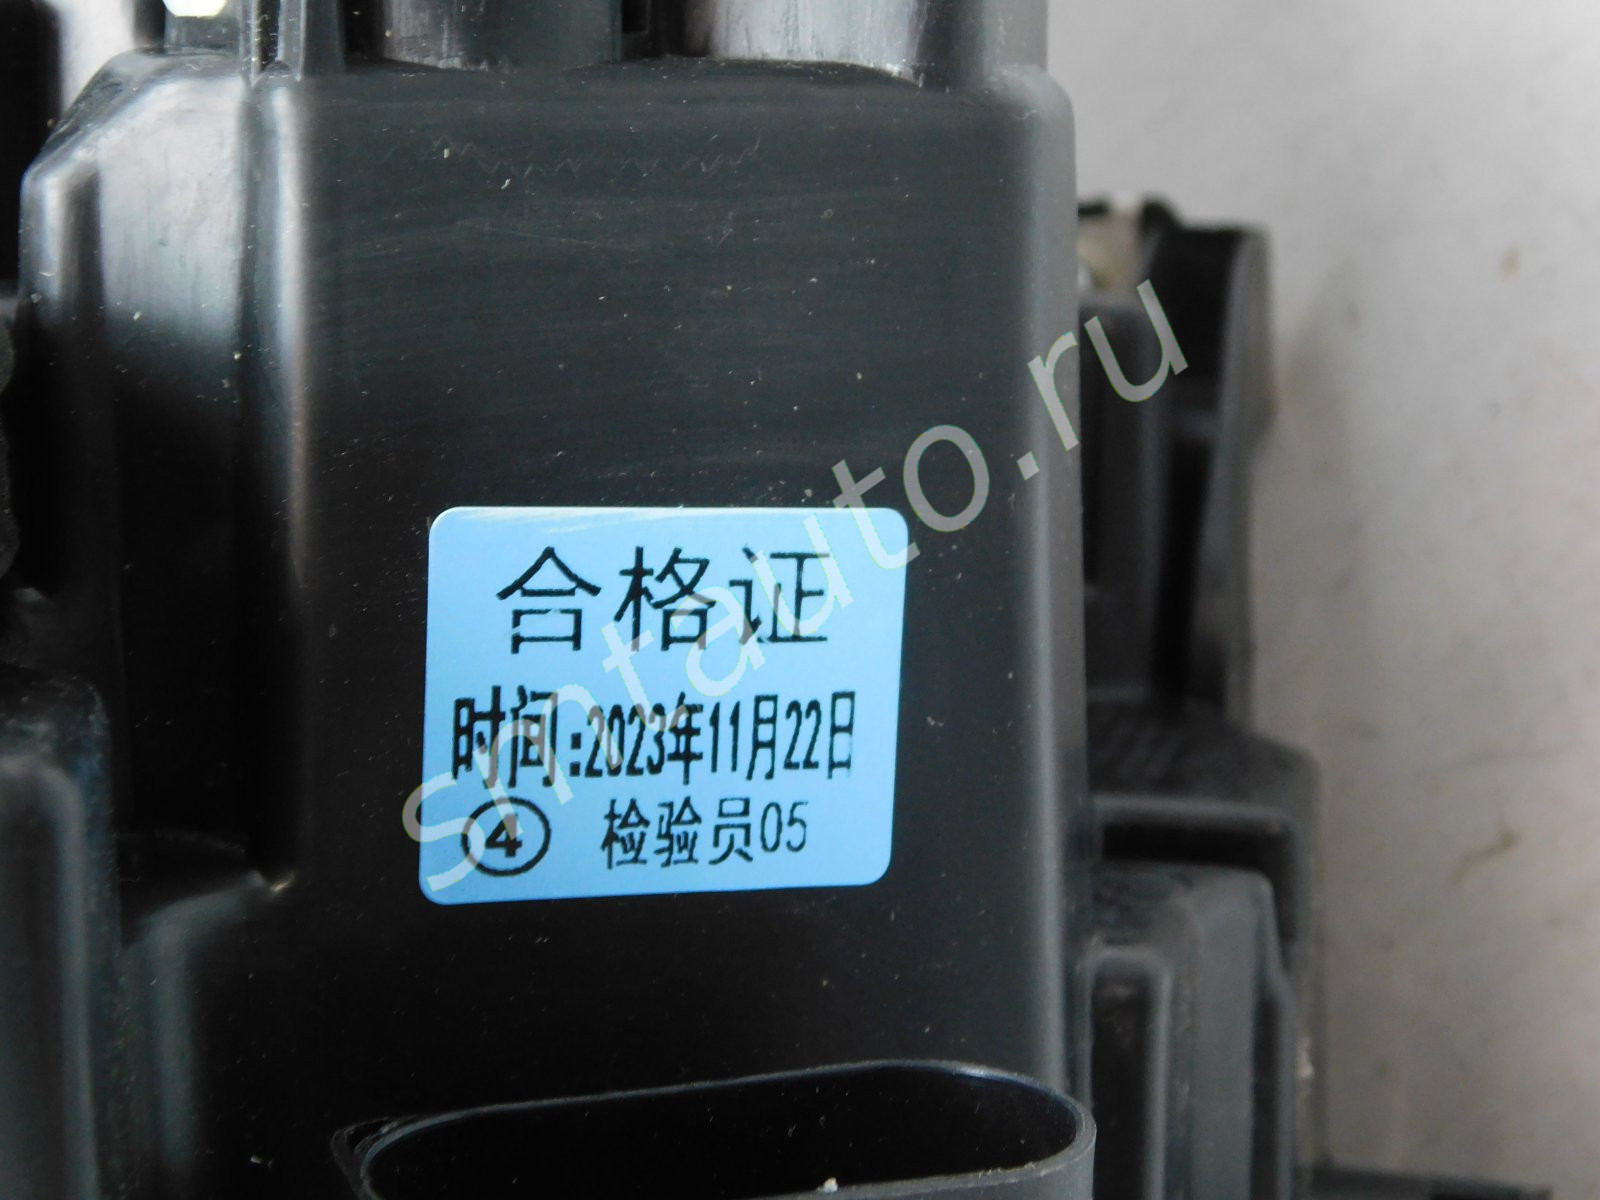 合格证
时间:2023年11月22日
④ 检验员05
smtauto.ru